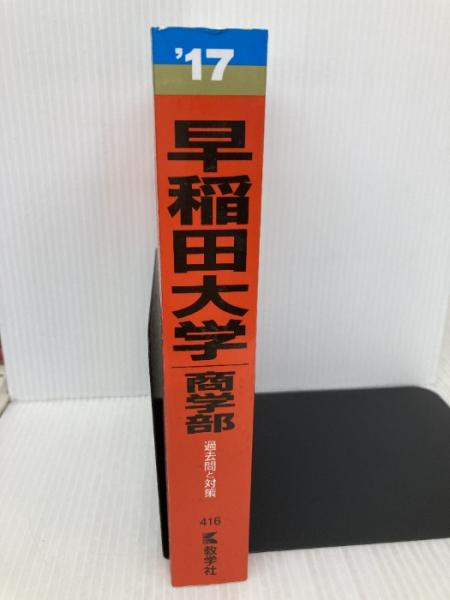 '17
早稲田大学
商学部
過去問と対策
416
教学社